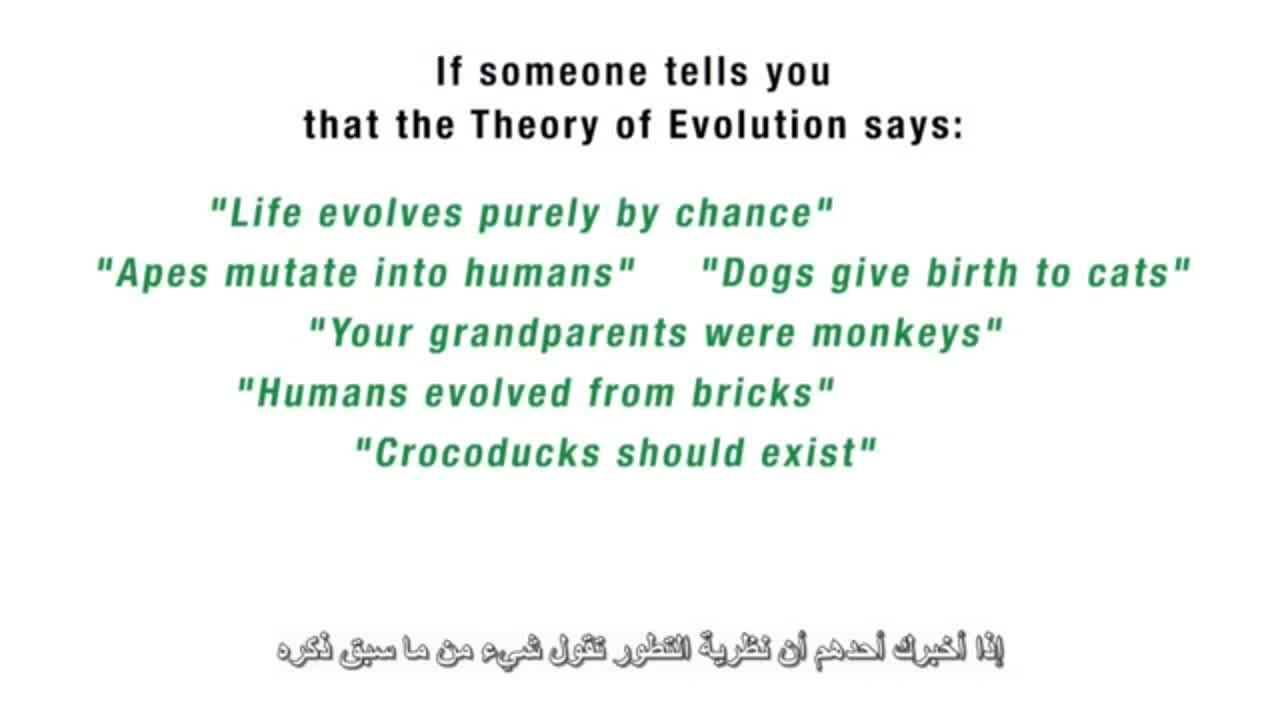 If someone tells you
that the Theory of Evolution says:
"Life evolves purely by chance"
"Apes mutate into humans" "Dogs give birth to cats"
"Your grandparents were monkeys"
"Humans evolved from bricks"
"Crocoducks should exist"
إذا أخبرك أحدهم أن نظرية التطور تقول شيء من ما سبق ذكره